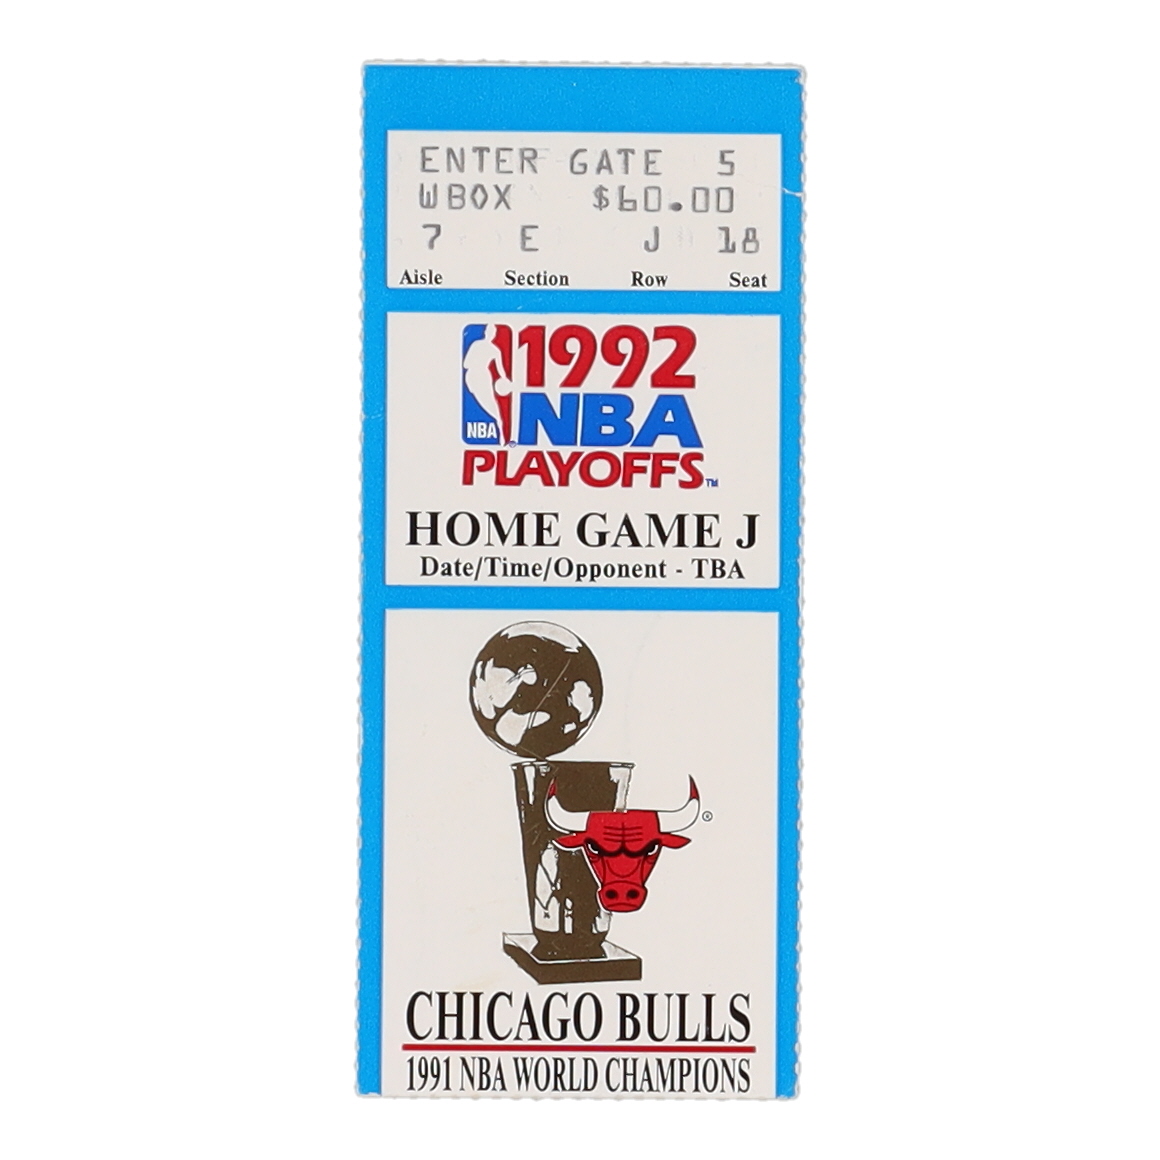 ENTER GATE 5
WBOX $60.00
7 E J 18
Aisle Section Row Seat
1992
NBA NBA
PLAYOFFS™
HOME GAME J
Date/Time/Opponent - TBA
®
CHICAGO BULLS
1991 NBA WORLD CHAMPIONS